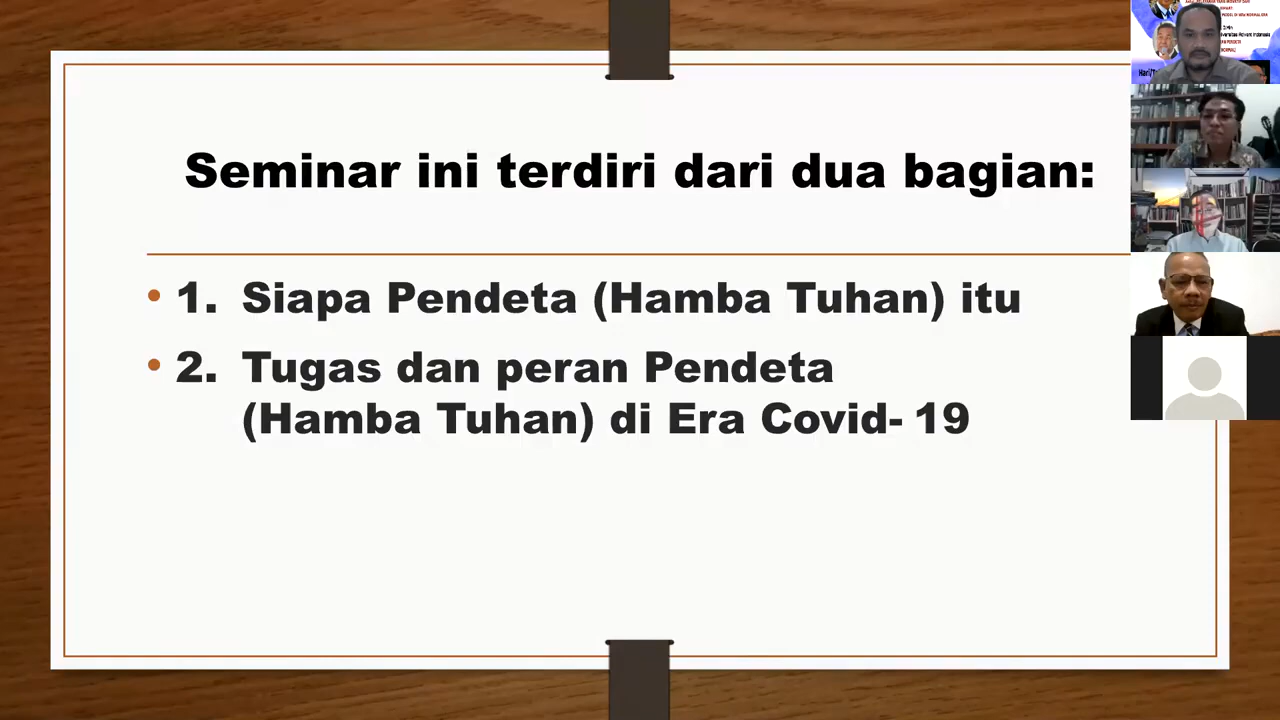 Seminar ini terdiri dari dua bagian:
• 1. Siapa Pendeta (Hamba Tuhan) itu
• 2. Tugas dan peran Pendeta
(Hamba Tuhan) di Era Covid- 19